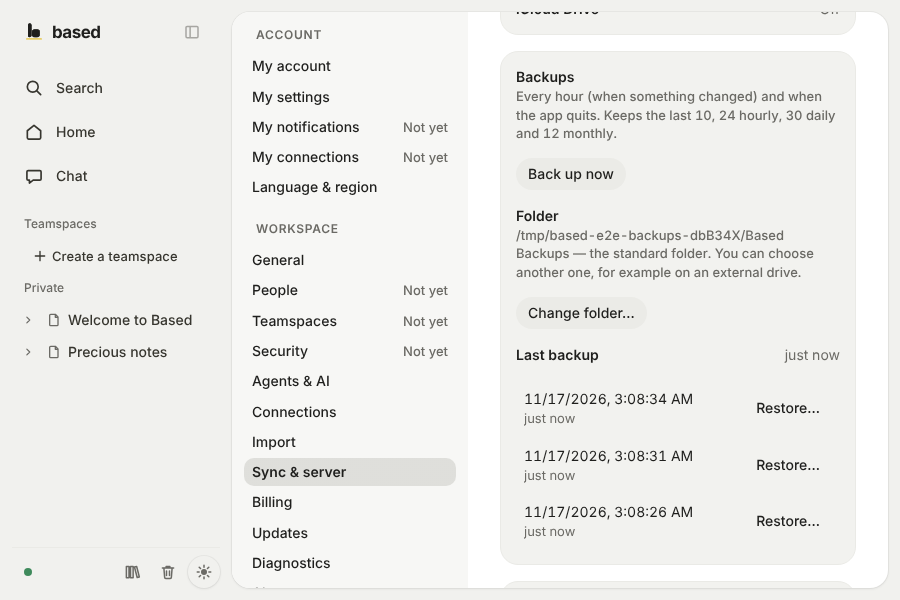 based
Search
Home
Chat
Teamspaces
Create a teamspace
Private
Welcome to Based
Precious notes
ACCOUNT
My account
My settings
My notifications Not yet
My connections Not yet
Language & region
WORKSPACE
General
People Not yet
Teamspaces Not yet
Security Not yet
Agents & AI
Connections
Import
Sync & server
Billing
Updates
Diagnostics
iCloud Drive Off
Backups
Every hour (when something changed) and when
the app quits. Keeps the last 10, 24 hourly, 30 daily
and 12 monthly.
Back up now
Folder
/tmp/based-e2e-backups-dbB34X/Based
Backups — the standard folder. You can choose
another one, for example on an external drive.
Change folder...
Last backup just now
11/17/2026, 3:08:34 AM
just now
Restore...
11/17/2026, 3:08:31 AM
just now
Restore...
11/17/2026, 3:08:26 AM
just now
Restore...